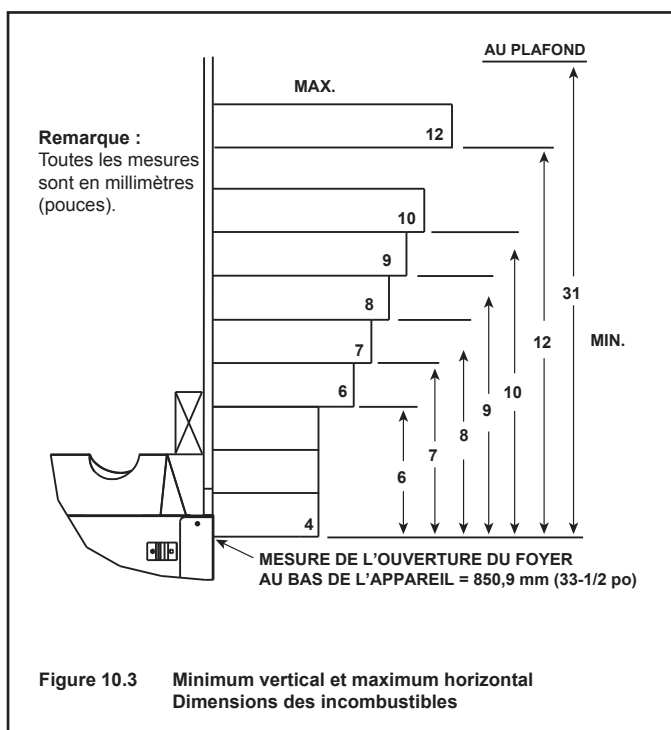 AU PLAFOND
MAX.
Remarque :
Toutes les mesures
sont en millimètres
(pouces).
12
10
9
8
7
6
4
6
7
8
9
10
12
31
MIN.
MESURE DE L'OUVERTURE DU FOYER
AU BAS DE L'APPAREIL = 850,9 mm (33-1/2 po)
Figure 10.3 Minimum vertical et maximum horizontal
Dimensions des incombustibles